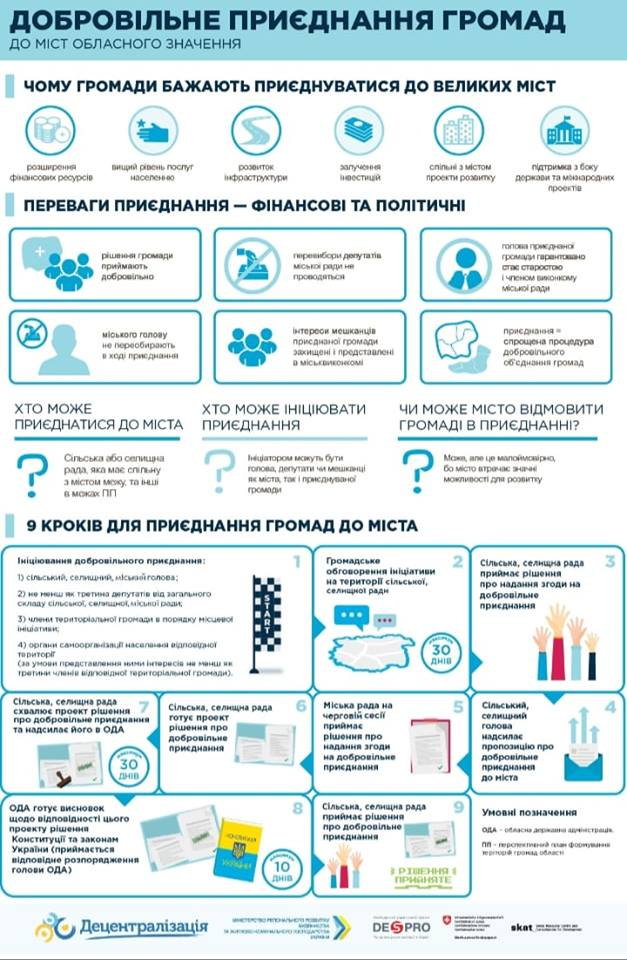 ДОБРОВІЛЬНЕ ПРИЄДНАННЯ ГРОМАД
ДО МІСТ ОБЛАСНОГО ЗНАЧЕННЯ
ЧОМУ ГРОМАДИ БАЖАЮТЬ ПРИЄДНУВАТИСЯ ДО ВЕЛИКИХ МІСТ
розширення
фінансових ресурсів
вищий рівень послуг
населенню
розвиток
інфраструктури
залучення
інвестицій
спільні з містом
проекти розвитку
підтримка з боку
держави та міжнародних
проектів
ПЕРЕВАГИ ПРИЄДНАННЯ — ФІНАНСОВІ ТА ПОЛІТИЧНІ
рішення громади
приймають
добровільно
перевибори депутатів
міської ради не
проводяться
голова приєднаної
громади гарантовано
стає старостою
і членом виконкому
міської ради
міського голову
не переобирають
в ході приєднання
інтереси мешканців
приєднаної громади
захищені і представлені
в міськвиконкомі
приєднання =
спрощена процедура
добровільного
об'єднання громад
ХТО МОЖЕ
ПРИЄДНАТИСЯ ДО МІСТА
Сільська або селищна
рада, яка має спільну
з містом межу, та інші
в межах ПП
ХТО МОЖЕ ІНІЦІЮВАТИ
ПРИЄДНАННЯ
Ініціатором можуть бути
голова, депутати чи мешканці
як міста, так і приєднуваної
громади
ЧИ МОЖЕ МІСТО ВІДМОВИТИ
ГРОМАДІ В ПРИЄДНАННІ?
Може, але це малоймовірно,
бо місто втрачає значні
можливості для розвитку
9 КРОКІВ ДЛЯ ПРИЄДНАННЯ ГРОМАД ДО МІСТА
1
Ініціювання добровільного приєднання:
1) сільський, селищний, міський голова;
2) не менш як третина депутатів від загального
складу сільської, селищної, міської ради;
3) члени територіальної громади в порядку місцевої
ініціативи;
4) органи самоорганізації населення відповідної
території
(за умови представлення ними інтересів не менш як
третини членів відповідної територіальної громади).
START
2
Громадське
обговорення ініціативи
на території сільської,
селищної ради
30
ДНІВ
3
Сільська, селищна рада
приймає рішення
про надання згоди на
добровільне
приєднання
4
Сільський,
селищний
голова
надсилає
пропозицію про
добровільне
приєднання
до міста
5
Міська рада на
черговій сесії
приймає
рішення про
надання згоди
на добровільне
приєднання
6
Сільська, селищна рада
готує проект
рішення про
добровільне
приєднання
7
Сільська, селищна рада
схвалює проект рішення
про добровільне приєднання
та надсилає його в ОДА
30
ДНІВ
8
ОДА готує висновок
щодо відповідності цього
проекту рішення
Конституції та законам
України (приймається
відповідне розпорядження
голови ОДА)
КОНСТИТУЦІЯ
УКРАЇНИ
10
ДНІВ
9
Сільська, селищна рада
приймає рішення
про добровільне
приєднання
РІШЕННЯ
ПРИЙНЯТЕ
Умовні позначення
ОДА – обласна державна адміністрація.
ПП – перспективний план формування
територій громад області
Децентралізація
МІНІСТЕРСТВО РЕГІОНАЛЬНОГО РОЗВИТКУ
БУДІВНИЦТВА
ТА ЖИТЛОВО-КОМУНАЛЬНОГО ГОСПОДАРСТВА
УКРАЇНИ
DESPRO
skat